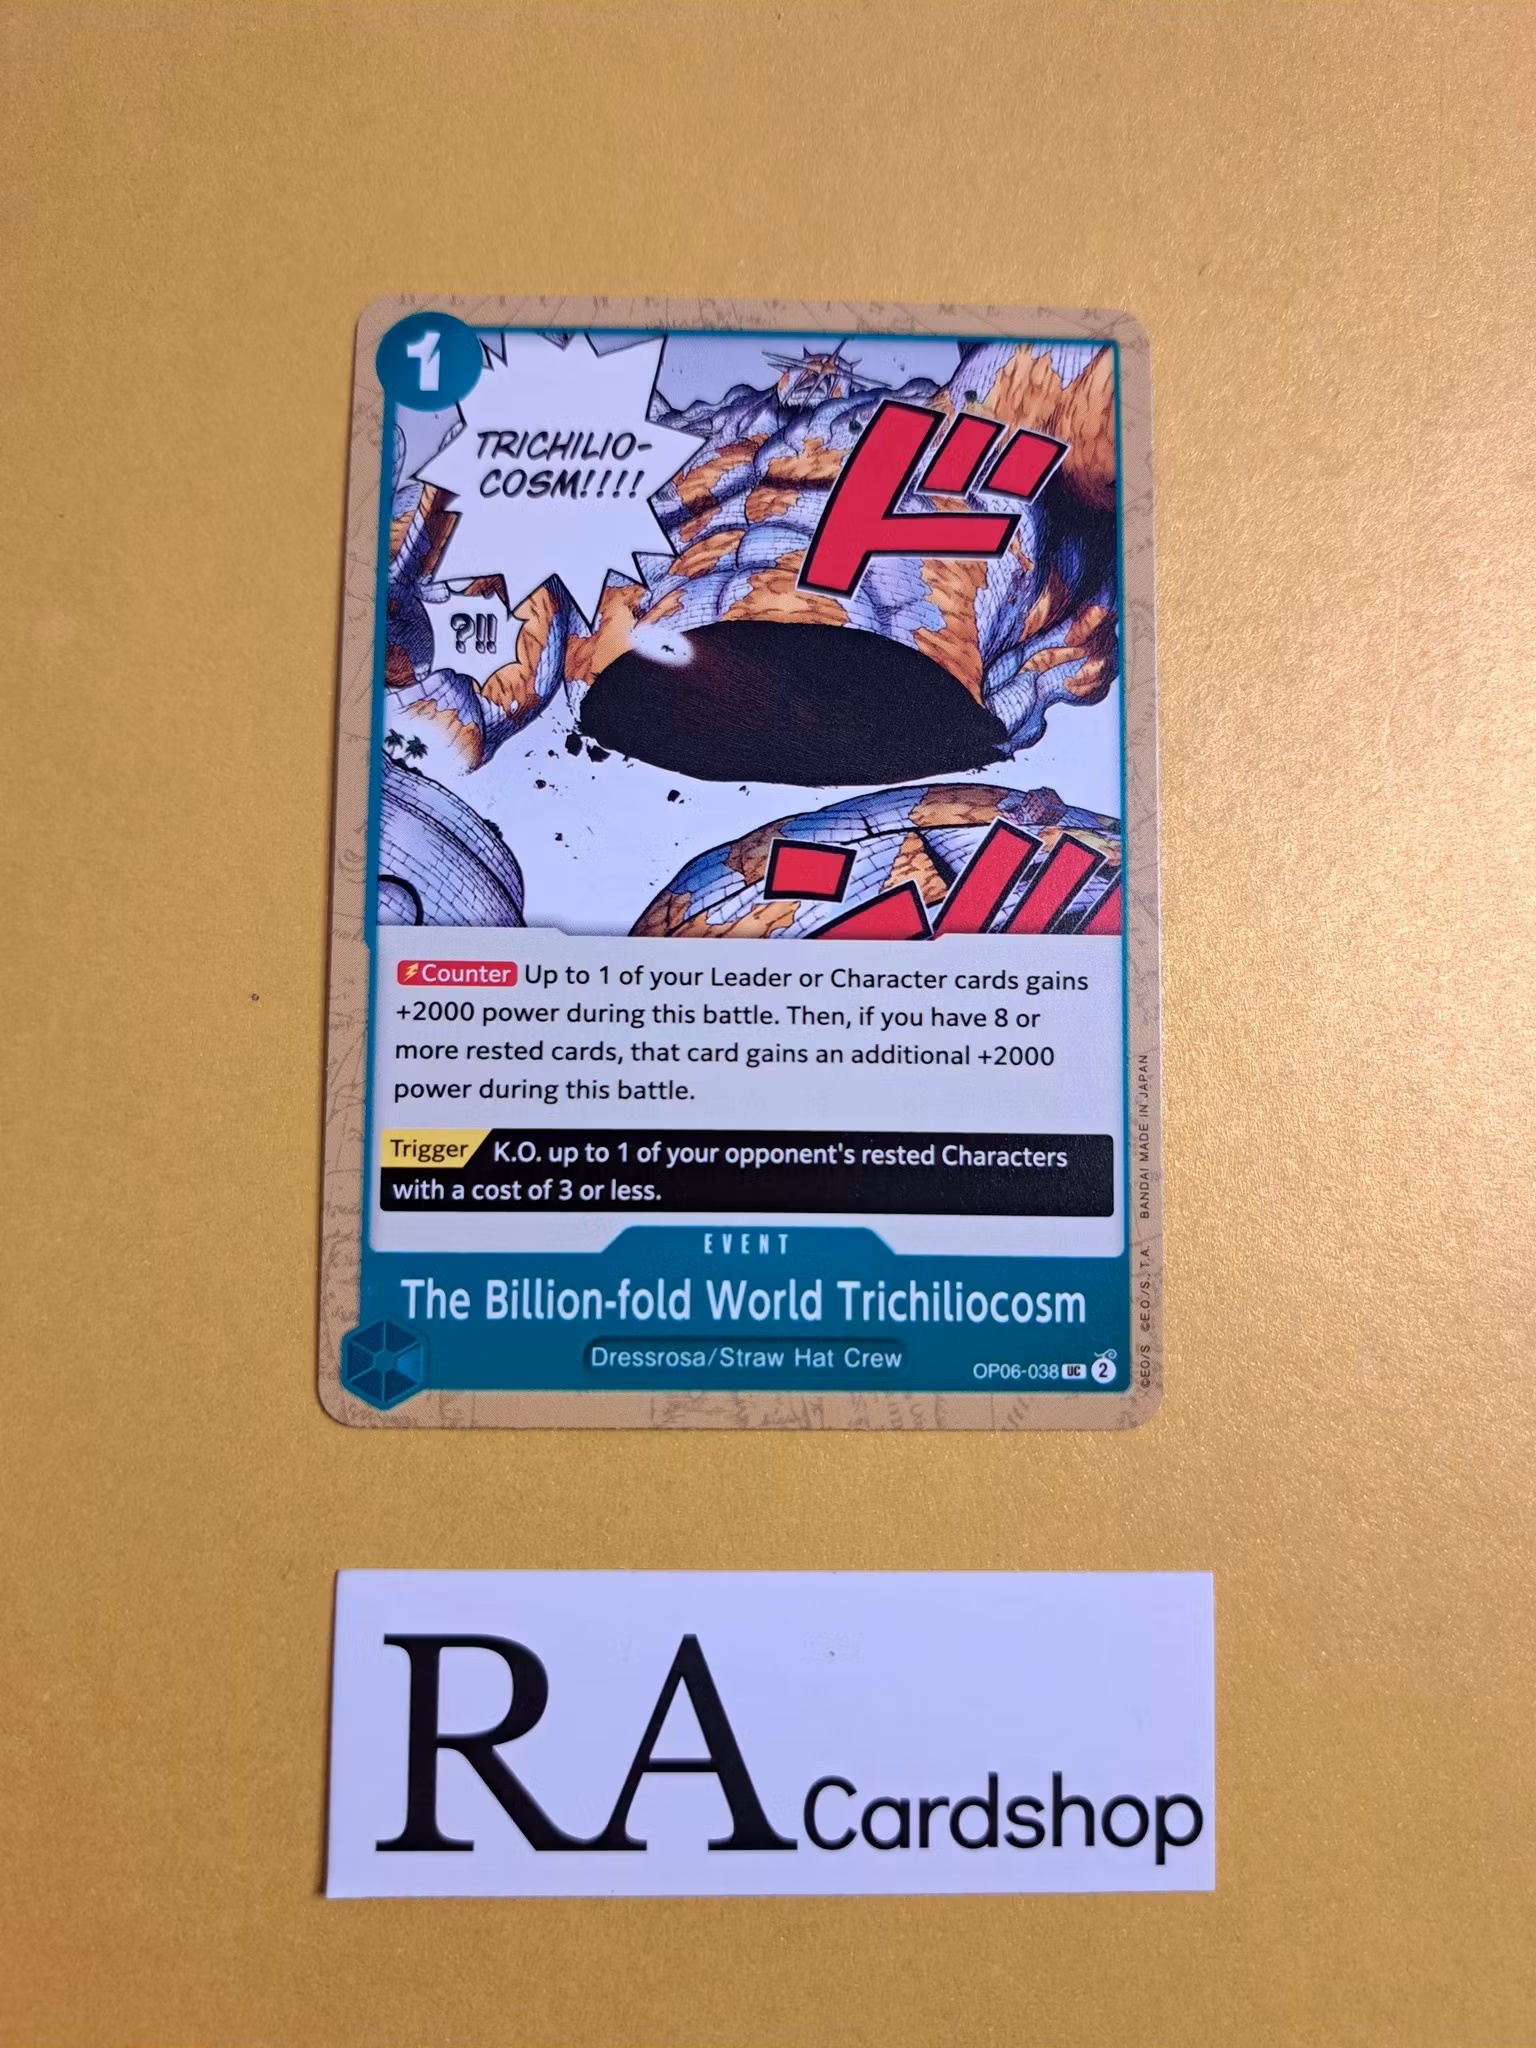 1
TRICHILIO-
COSM!!!!
?!!
ド
Counter Up to 1 of your Leader or Character cards gains
+2000 power during this battle. Then, if you have 8 or
more rested cards, that card gains an additional +2000
power during this battle.
Trigger K.O. up to 1 of your opponent's rested Characters
with a cost of 3 or less.
EVENT
The Billion-fold World Trichiliocosm
Dressrosa/Straw Hat Crew
OP06-038 UC 2
©EO/S ©E.O./S.,T.A. BANDAI MADE IN JAPAN
RA Cardshop